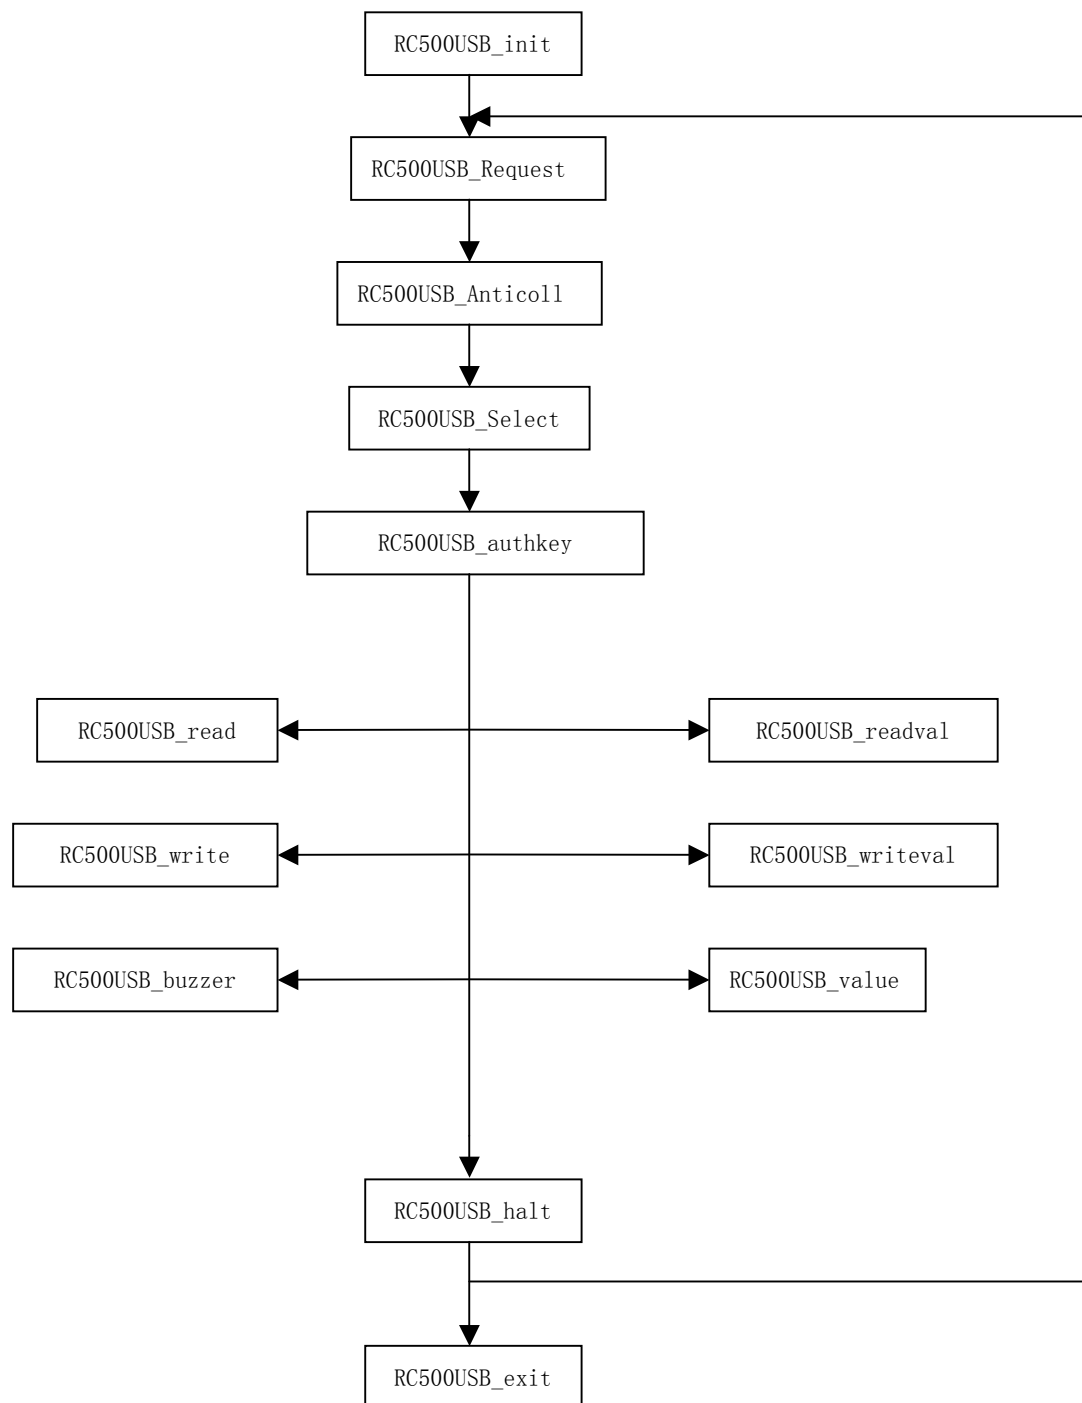 RC500USB_init
RC500USB_Request
RC500USB_Anticoll
RC500USB_Select
RC500USB_authkey
RC500USB_read
RC500USB_readval
RC500USB_write
RC500USB_writeval
RC500USB_buzzer
RC500USB_value
RC500USB_halt
RC500USB_exit